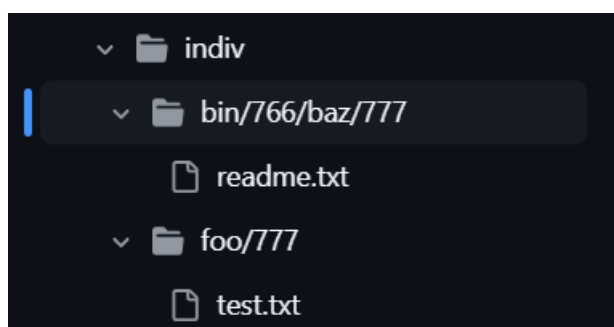 indiv
bin/766/baz/777
readme.txt
foo/777
test.txt